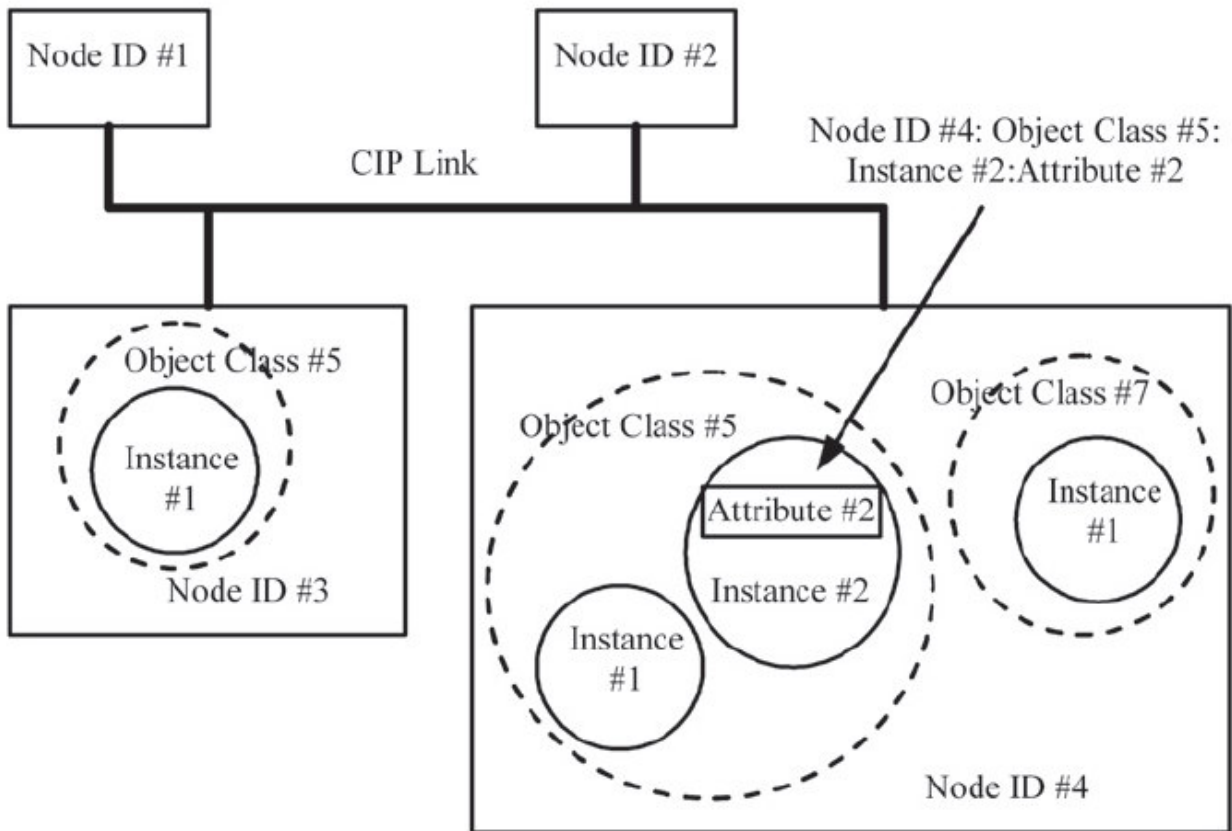 Node ID #1
Node ID #2
Node ID #4: Object Class #5:
Instance #2:Attribute #2
CIP Link
Object Class #5
Instance
#1
Node ID #3
Object Class #5
Attribute #2
Instance #2
Instance
#1
Object Class #7
Instance
#1
Node ID #4